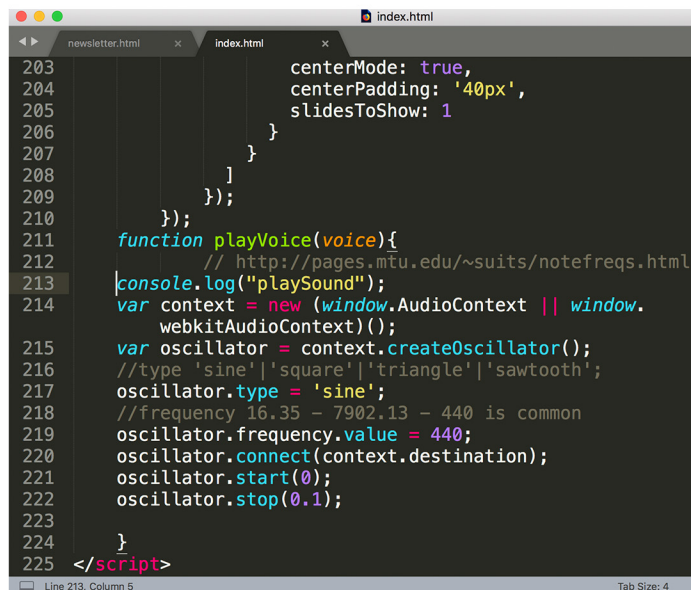 index.html
newsletter.html × index.html ×
203 centerMode: true,
204 centerPadding: '40px',
205 slidesToShow: 1
206 }
207 }
208 ]
209 });
210 });
211 function playVoice(voice){
212 // http://pages.mtu.edu/~suits/notefreqs.html
213 console.log("playSound");
214 var context = new (window.AudioContext || window.
webkitAudioContext)();
215 var oscillator = context.createOscillator();
216 //type 'sine'|'square'|'triangle'|'sawtooth';
217 oscillator.type = 'sine';
218 //frequency 16.35 - 7902.13 - 440 is common
219 oscillator.frequency.value = 440;
220 oscillator.connect(context.destination);
221 oscillator.start(0);
222 oscillator.stop(0.1);
223
224 }
225 </script>
Line 213, Column 5 Tab Size: 4